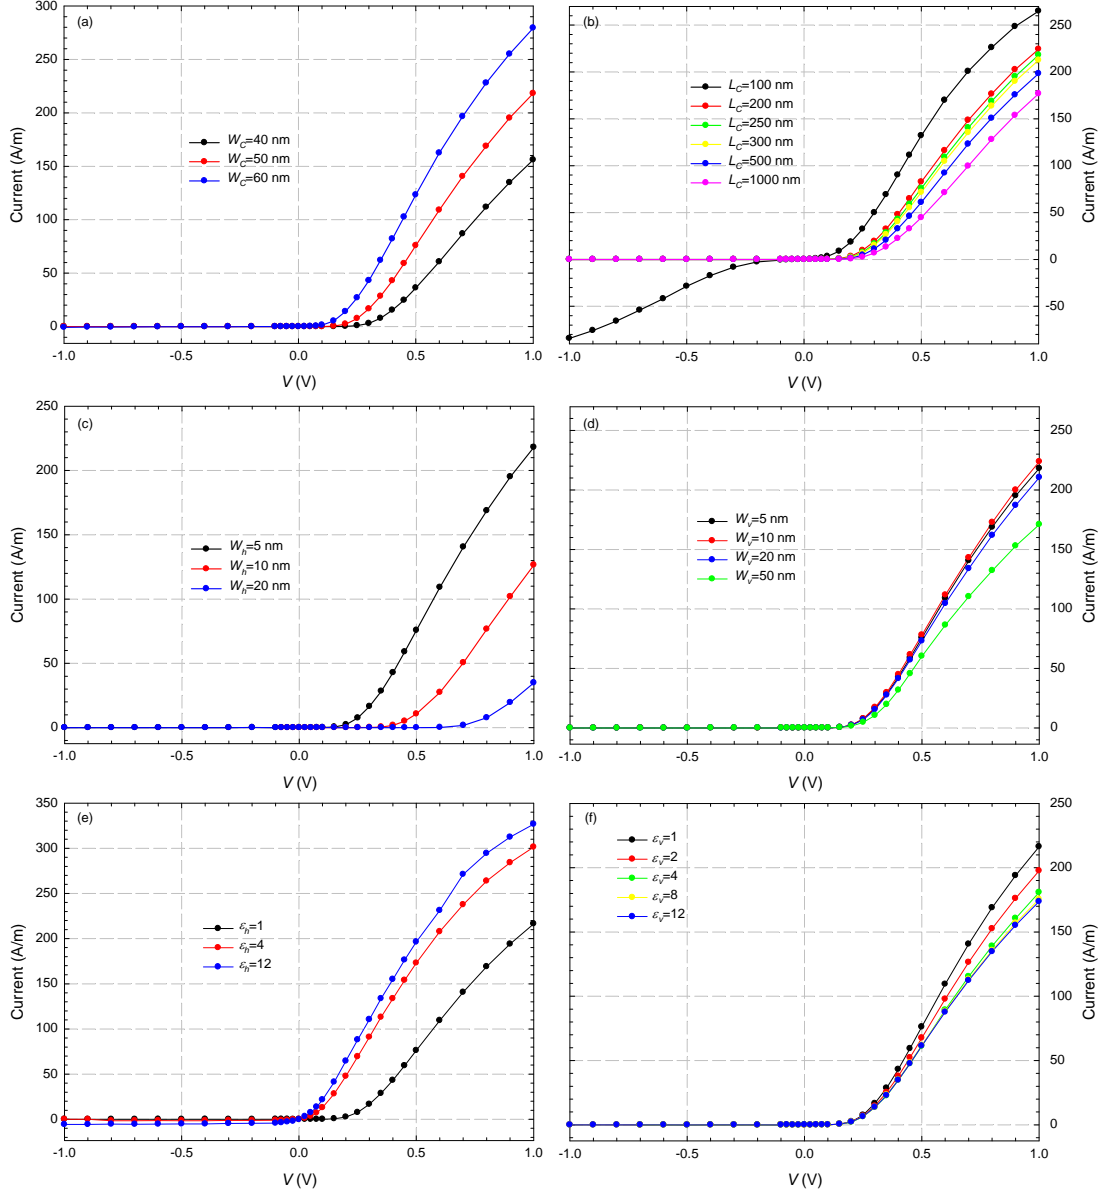 (a)
300
250
200
150
100
50
0
Current (A/m)
W_C=40 nm
W_C=50 nm
W_C=60 nm
-1.0 -0.5 0.0 0.5 1.0
V (V)
(b)
250
200
150
100
50
0
-50
Current (A/m)
L_C=100 nm
L_C=200 nm
L_C=250 nm
L_C=300 nm
L_C=500 nm
L_C=1000 nm
-1.0 -0.5 0.0 0.5 1.0
V (V)
(c)
250
200
150
100
50
0
Current (A/m)
W_h=5 nm
W_h=10 nm
W_h=20 nm
-1.0 -0.5 0.0 0.5 1.0
V (V)
(d)
250
200
150
100
50
0
Current (A/m)
W_v=5 nm
W_v=10 nm
W_v=20 nm
W_v=50 nm
-1.0 -0.5 0.0 0.5 1.0
V (V)
(e)
350
300
250
200
150
100
50
0
Current (A/m)
ε_h=1
ε_h=4
ε_h=12
-1.0 -0.5 0.0 0.5 1.0
V (V)
(f)
250
200
150
100
50
0
Current (A/m)
ε_v=1
ε_v=2
ε_v=4
ε_v=8
ε_v=12
-1.0 -0.5 0.0 0.5 1.0
V (V)